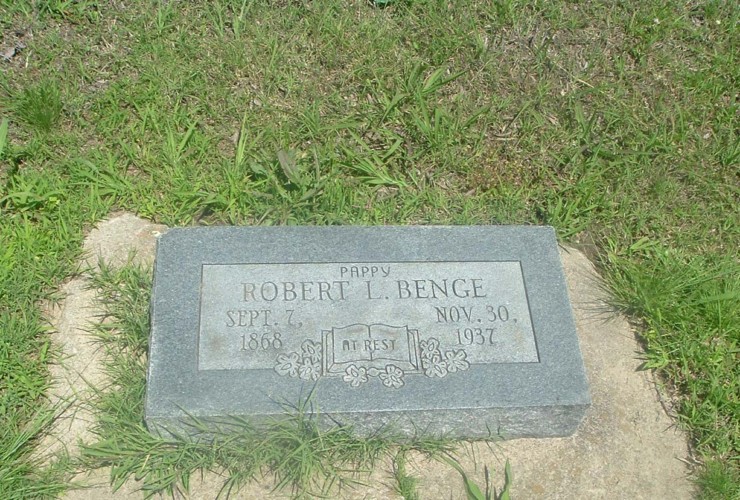 PAPPY
ROBERT L. BENGE
SEPT. 7, NOV. 30,
1868 1937
AT REST